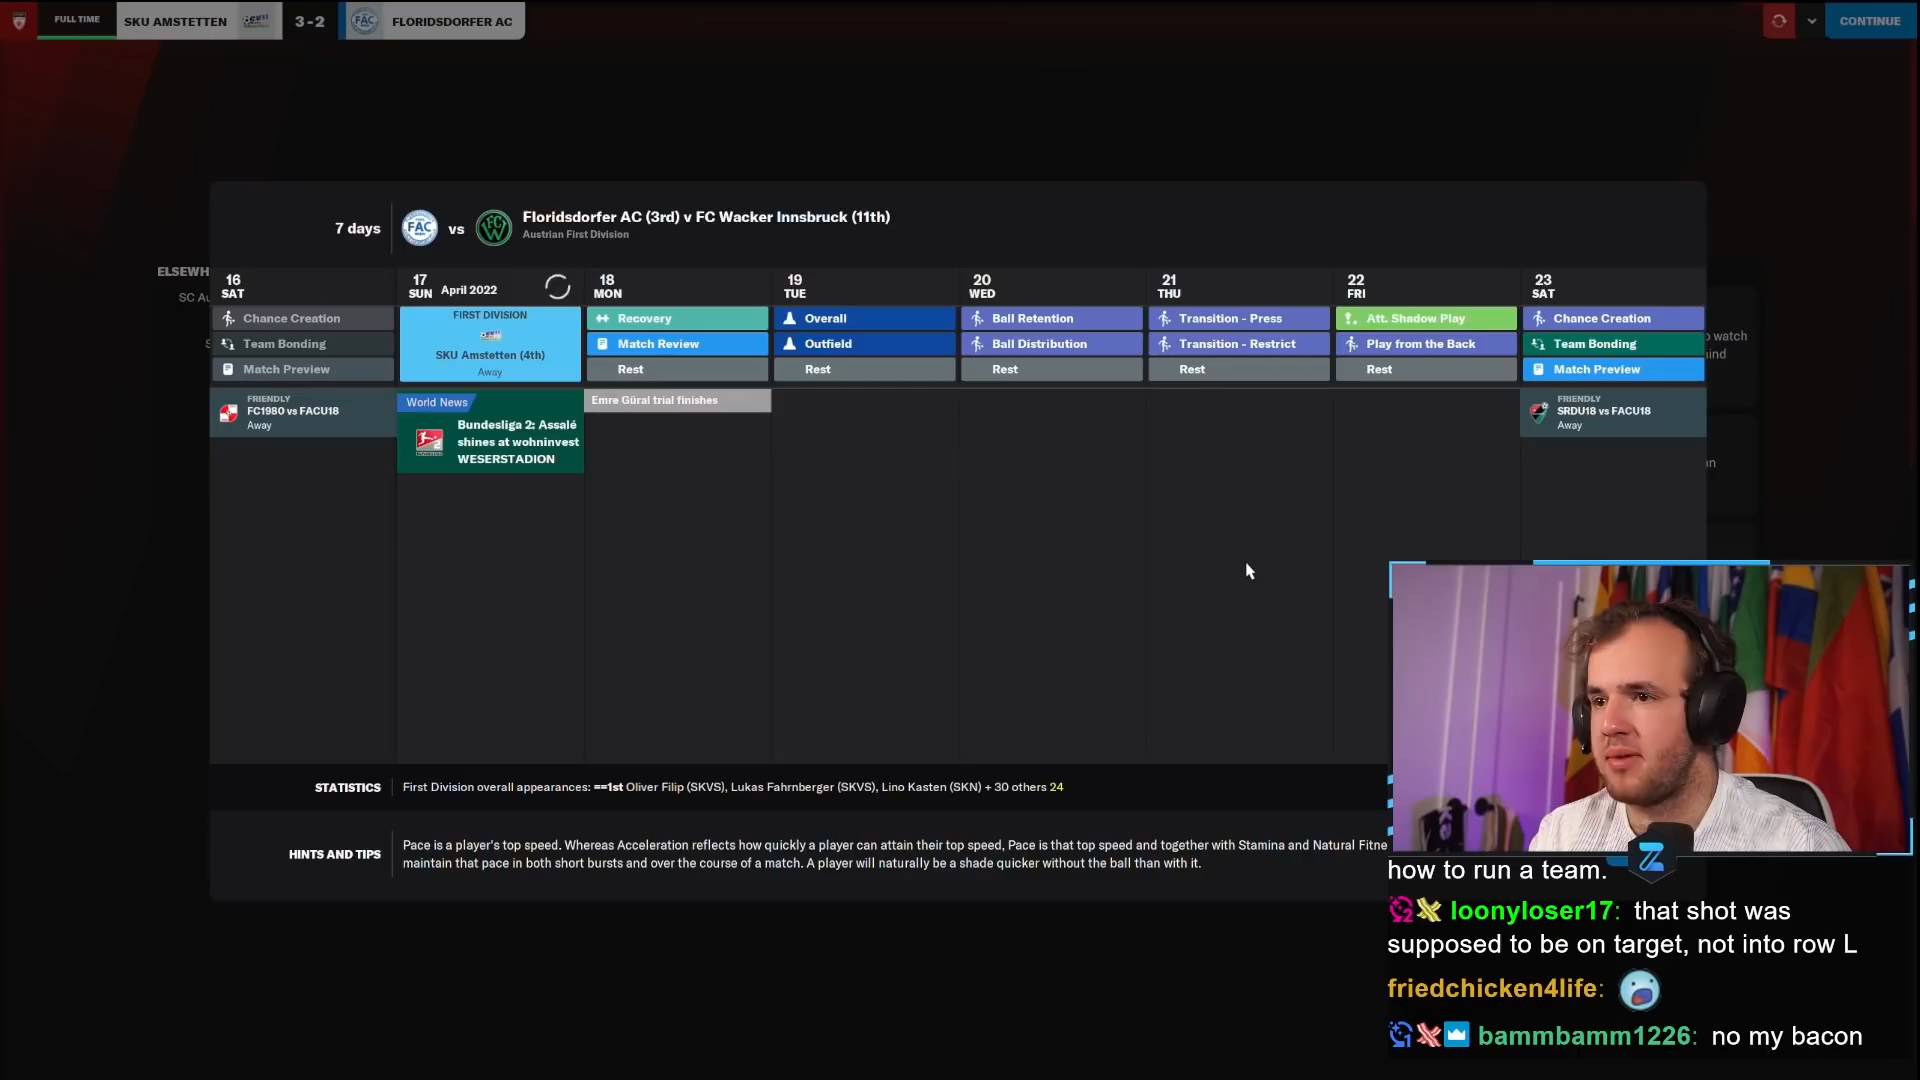 FULL TIME
SKU AMSTETTEN
3-2
FLORIDSDORFER AC
CONTINUE
7 days
vs
Floridsdorfer AC (3rd) v FC Wacker Innsbruck (11th)
Austrian First Division
16
SAT
17
SUN
April 2022
18
MON
19
TUE
20
WED
21
THU
22
FRI
23
SAT
Chance Creation
Team Bonding
Match Preview
FIRST DIVISION
SKU Amstetten (4th)
Away
Recovery
Match Review
Rest
Overall
Outfield
Rest
Ball Retention
Ball Distribution
Rest
Transition - Press
Transition - Restrict
Rest
Att. Shadow Play
Play from the Back
Rest
Chance Creation
Team Bonding
Match Preview
FRIENDLY
FC1980 vs FACU18
Away
World News
Bundesliga 2: Assalé
shines at wohninvest
WESERSTADION
Emre Güral trial finishes
FRIENDLY
SRDU18 vs FACU18
Away
STATISTICS
First Division overall appearances: ==1st Oliver Filip (SKVS), Lukas Fahrnberger (SKVS), Lino Kasten (SKN) + 30 others 24
HINTS AND TIPS
Pace is a player's top speed. Whereas Acceleration reflects how quickly a player can attain their top speed, Pace is that top speed and together with Stamina and Natural Fitne
maintain that pace in both short bursts and over the course of a match. A player will naturally be a shade quicker without the ball than with it.
how to run a team.
loonyloser17: that shot was
supposed to be on target, not into row L
friedchicken4life:
bammbamm1226: no my bacon